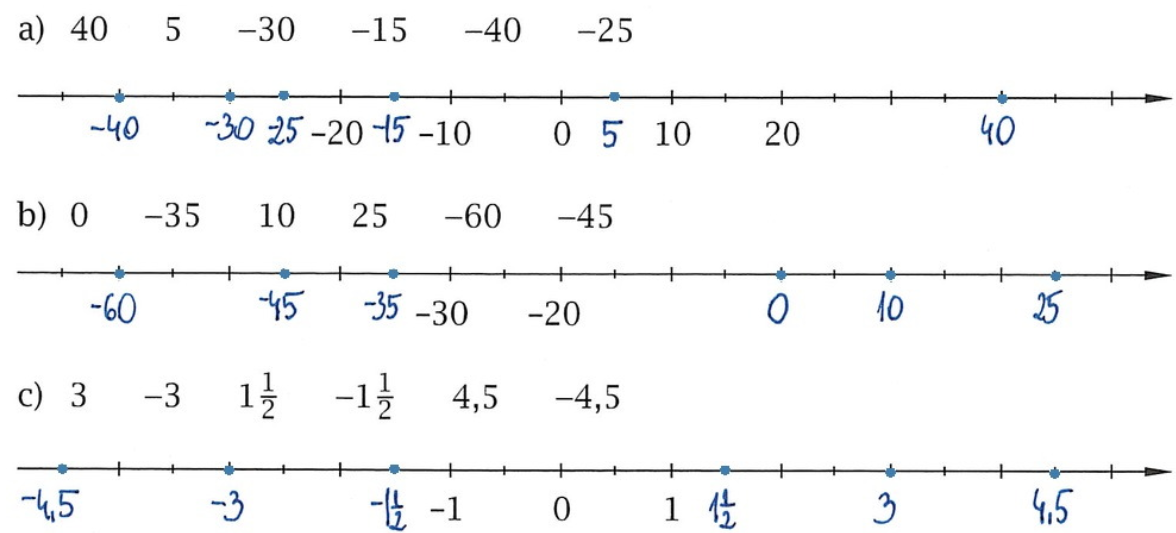 a) 40 5 –30 –15 –40 –25
-40 -30 -25 –20 -15 –10 0 5 10 20 40
b) 0 –35 10 25 –60 –45
-60 -45 -35 –30 –20 0 10 25
c) 3 –3 1½ –1½ 4,5 –4,5
-4,5 -3 -1½ –1 0 1 1½ 3 4,5